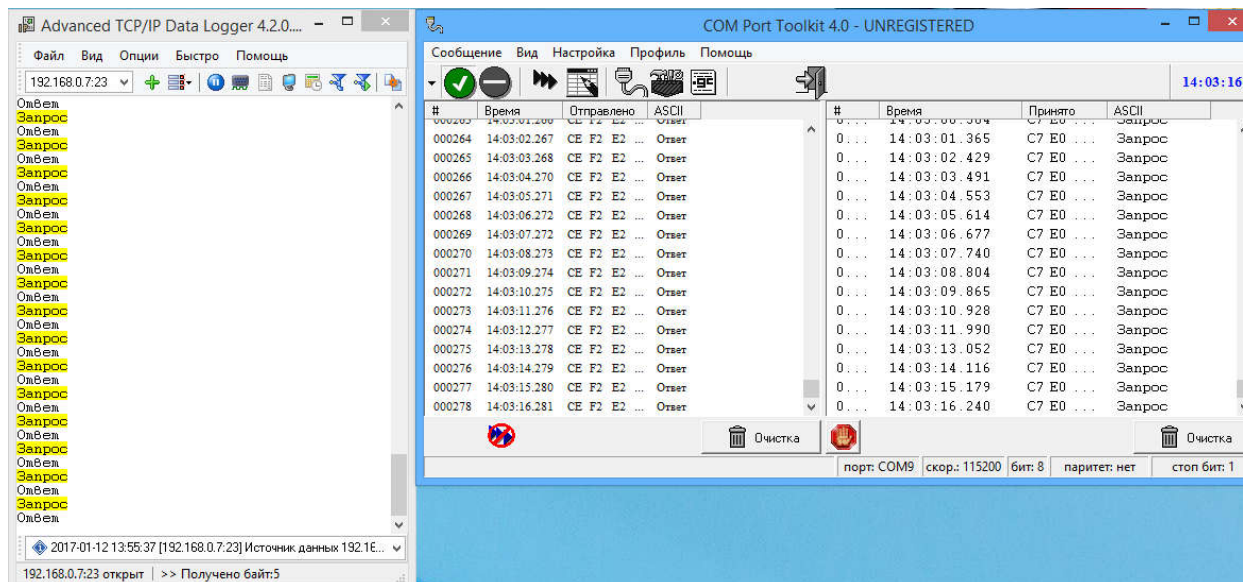 Advanced TCP/IP Data Logger 4.2.0....
Файл Вид Опции Быстро Помощь
192.168.0.7:23
Ответ
Запрос
Ответ
Запрос
Ответ
Запрос
Ответ
Запрос
Ответ
Запрос
Ответ
Запрос
Ответ
Запрос
Ответ
Запрос
Ответ
Запрос
Ответ
Запрос
Ответ
Запрос
Ответ
Запрос
Ответ
Запрос
Ответ
Запрос
Ответ
Запрос
Ответ
2017-01-12 13:55:37 [192.168.0.7:23] Источник данных 192.16...
192.168.0.7:23 открыт >> Получено байт:5
COM Port Toolkit 4.0 - UNREGISTERED
Сообщение Вид Настройка Профиль Помощь
14:03:16
# Время Отправлено ASCII
000264 14:03:02.267 CE F2 E2 ... Ответ
000265 14:03:03.268 CE F2 E2 ... Ответ
000266 14:03:04.270 CE F2 E2 ... Ответ
000267 14:03:05.271 CE F2 E2 ... Ответ
000268 14:03:06.272 CE F2 E2 ... Ответ
000269 14:03:07.272 CE F2 E2 ... Ответ
000270 14:03:08.273 CE F2 E2 ... Ответ
000271 14:03:09.274 CE F2 E2 ... Ответ
000272 14:03:10.275 CE F2 E2 ... Ответ
000273 14:03:11.276 CE F2 E2 ... Ответ
000274 14:03:12.277 CE F2 E2 ... Ответ
000275 14:03:13.278 CE F2 E2 ... Ответ
000276 14:03:14.279 CE F2 E2 ... Ответ
000277 14:03:15.280 CE F2 E2 ... Ответ
000278 14:03:16.281 CE F2 E2 ... Ответ
Очистка
# Время Принято ASCII
0... 14:03:01.365 C7 E0 ... Запрос
0... 14:03:02.429 C7 E0 ... Запрос
0... 14:03:03.491 C7 E0 ... Запрос
0... 14:03:04.553 C7 E0 ... Запрос
0... 14:03:05.614 C7 E0 ... Запрос
0... 14:03:06.677 C7 E0 ... Запрос
0... 14:03:07.740 C7 E0 ... Запрос
0... 14:03:08.804 C7 E0 ... Запрос
0... 14:03:09.865 C7 E0 ... Запрос
0... 14:03:10.928 C7 E0 ... Запрос
0... 14:03:11.990 C7 E0 ... Запрос
0... 14:03:13.052 C7 E0 ... Запрос
0... 14:03:14.116 C7 E0 ... Запрос
0... 14:03:15.179 C7 E0 ... Запрос
0... 14:03:16.240 C7 E0 ... Запрос
Очистка
порт: COM9 скор.: 115200 бит: 8 паритет: нет стоп бит: 1